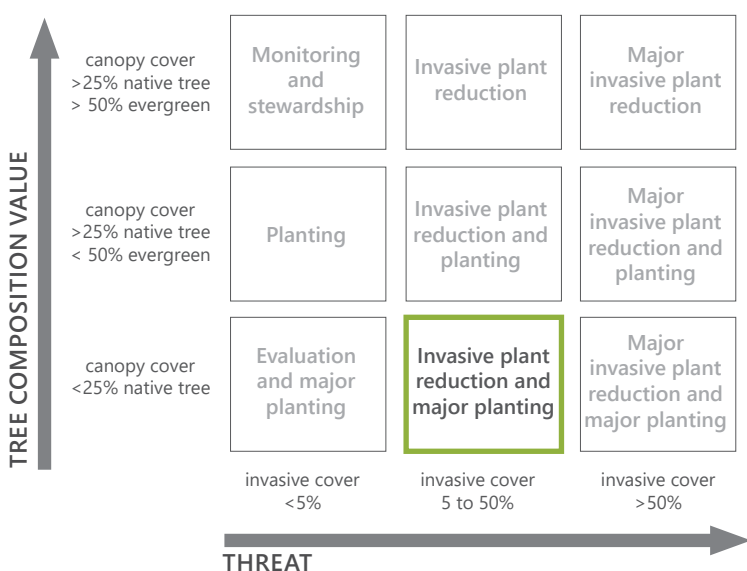 TREE COMPOSITION VALUE
canopy cover
>25% native tree
> 50% evergreen
Monitoring
and
stewardship
Invasive plant
reduction
Major
invasive plant
reduction
canopy cover
>25% native tree
< 50% evergreen
Planting
Invasive plant
reduction and
planting
Major
invasive plant
reduction and
planting
canopy cover
<25% native tree
Evaluation
and major
planting
Invasive plant
reduction and
major planting
Major
invasive plant
reduction and
major planting
invasive cover
<5%
invasive cover
5 to 50%
invasive cover
>50%
THREAT